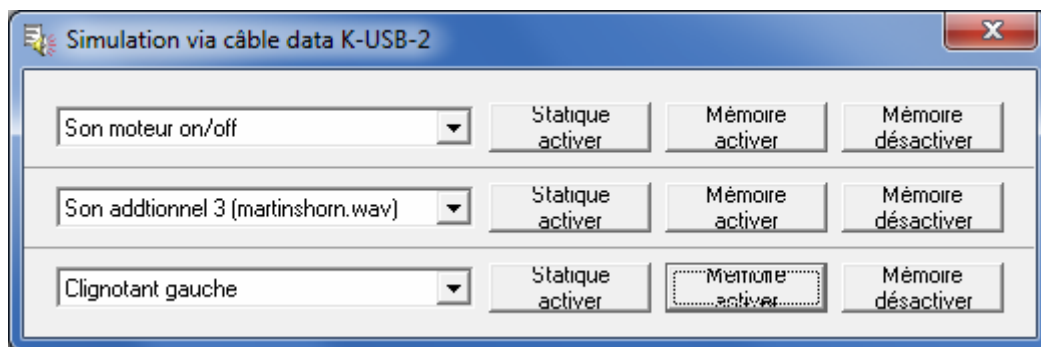 Simulation via câble data K-USB-2
Son moteur on/off
Statique
activer
Mémoire
activer
Mémoire
désactiver
Son addtionnel 3 (martinshorn.wav)
Statique
activer
Mémoire
activer
Mémoire
désactiver
Clignotant gauche
Statique
activer
Mémoire
activer
Mémoire
désactiver